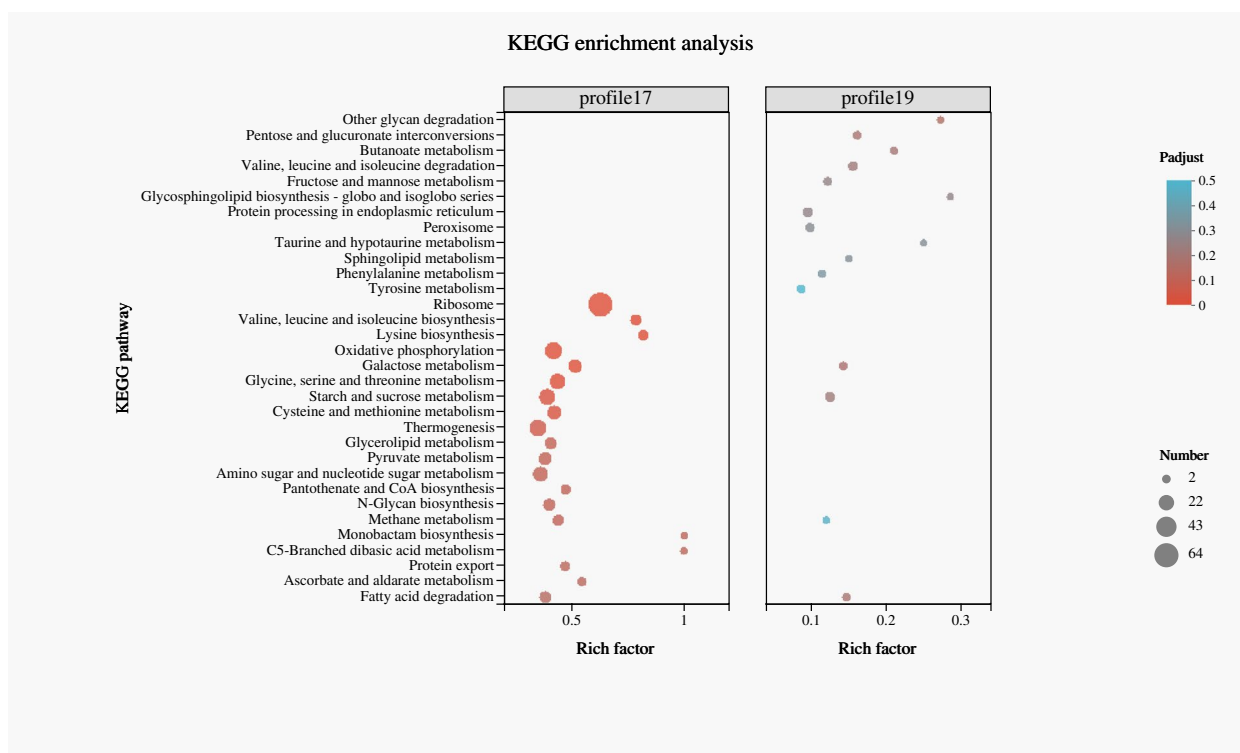 KEGG enrichment analysis
profile17
profile19
Other glycan degradation
Pentose and glucuronate interconversions
Butanoate metabolism
Valine, leucine and isoleucine degradation
Fructose and mannose metabolism
Glycosphingolipid biosynthesis - globo and isoglobo series
Protein processing in endoplasmic reticulum
Peroxisome
Taurine and hypotaurine metabolism
Sphingolipid metabolism
Phenylalanine metabolism
Tyrosine metabolism
Ribosome
Valine, leucine and isoleucine biosynthesis
Lysine biosynthesis
Oxidative phosphorylation
Galactose metabolism
Glycine, serine and threonine metabolism
Starch and sucrose metabolism
Cysteine and methionine metabolism
Thermogenesis
Glycerolipid metabolism
Pyruvate metabolism
Amino sugar and nucleotide sugar metabolism
Pantothenate and CoA biosynthesis
N-Glycan biosynthesis
Methane metabolism
Monobactam biosynthesis
C5-Branched dibasic acid metabolism
Protein export
Ascorbate and aldarate metabolism
Fatty acid degradation
KEGG pathway
0.5
1
0.1
0.2
0.3
Rich factor
Rich factor
Padjust
0.5
0.4
0.3
0.2
0.1
0
Number
2
22
43
64